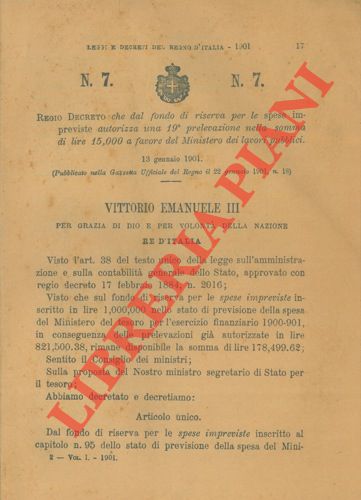 LEGGI E DECRETI DEL REGNO D'ITALIA - 1901 17
N. 7. N. 7.
REGIO DECRETO che dal fondo di riserva per le spese im-
previste autorizza una 19ª prelevazione nella somma
di lire 15,000 a favore del Ministero dei lavori pubblici.
13 gennaio 1901.
(Pubblicato nella Gazzetta Ufficiale del Regno il 22 gennaio 1901, n. 18)
VITTORIO EMANUELE III
PER GRAZIA DI DIO E PER VOLONTÀ DELLA NAZIONE
RE D'ITALIA
Visto l'art. 38 del testo unico della legge sull'amministra-
zione e sulla contabilità generale dello Stato, approvato con
regio decreto 17 febbraio 1884, n. 2016;
Visto che sul fondo di riserva per le spese impreviste in-
scritto in lire 1,000,000 nello stato di previsione della spesa
del Ministero del tesoro per l'esercizio finanziario 1900-901,
in conseguenza delle prelevazioni già autorizzate in lire
821,500.38, rimane disponibile la somma di lire 178,499.62;
Sentito il Consiglio dei ministri;
Sulla proposta del Nostro ministro segretario di Stato per
il tesoro;
Abbiamo decretato e decretiamo:
Articolo unico.
Dal fondo di riserva per le spese impreviste inscritto al
capitolo n. 95 dello stato di previsione della spesa del Mini-
2 — VOL. I. - 1901.
LIBRERIA PIANI